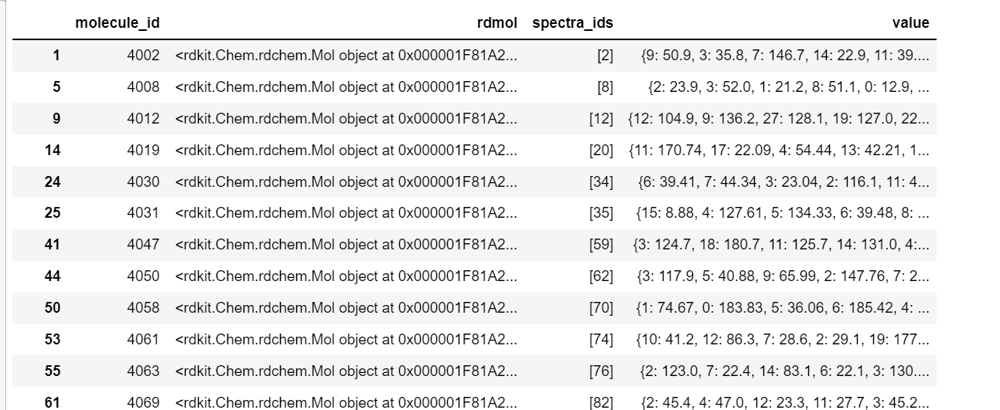 molecule_id rdmol spectra_ids value
1 4002 <rdkit.Chem.rdchem.Mol object at 0x000001F81A2... [2] {9: 50.9, 3: 35.8, 7: 146.7, 14: 22.9, 11: 39....
5 4008 <rdkit.Chem.rdchem.Mol object at 0x000001F81A2... [8] {2: 23.9, 3: 52.0, 1: 21.2, 8: 51.1, 0: 12.9, ...
9 4012 <rdkit.Chem.rdchem.Mol object at 0x000001F81A2... [12] {12: 104.9, 9: 136.2, 27: 128.1, 19: 127.0, 22...
14 4019 <rdkit.Chem.rdchem.Mol object at 0x000001F81A2... [20] {11: 170.74, 17: 22.09, 4: 54.44, 13: 42.21, 1...
24 4030 <rdkit.Chem.rdchem.Mol object at 0x000001F81A2... [34] {6: 39.41, 7: 44.34, 3: 23.04, 2: 116.1, 11: 4...
25 4031 <rdkit.Chem.rdchem.Mol object at 0x000001F81A2... [35] {15: 8.88, 4: 127.61, 5: 134.33, 6: 39.48, 8: ...
41 4047 <rdkit.Chem.rdchem.Mol object at 0x000001F81A2... [59] {3: 124.7, 18: 180.7, 11: 125.7, 14: 131.0, 4:...
44 4050 <rdkit.Chem.rdchem.Mol object at 0x000001F81A2... [62] {3: 117.9, 5: 40.88, 9: 65.99, 2: 147.76, 7: 2...
50 4058 <rdkit.Chem.rdchem.Mol object at 0x000001F81A2... [70] {1: 74.67, 0: 183.83, 5: 36.06, 6: 185.42, 4: ...
53 4061 <rdkit.Chem.rdchem.Mol object at 0x000001F81A2... [74] {10: 41.2, 12: 86.3, 7: 28.6, 2: 29.1, 19: 177...
55 4063 <rdkit.Chem.rdchem.Mol object at 0x000001F81A2... [76] {2: 123.0, 7: 22.4, 14: 83.1, 6: 22.1, 3: 130....
61 4069 <rdkit.Chem.rdchem.Mol object at 0x000001F81A2... [82] {2: 45.4, 4: 47.0, 12: 23.3, 11: 27.7, 3: 45.2...